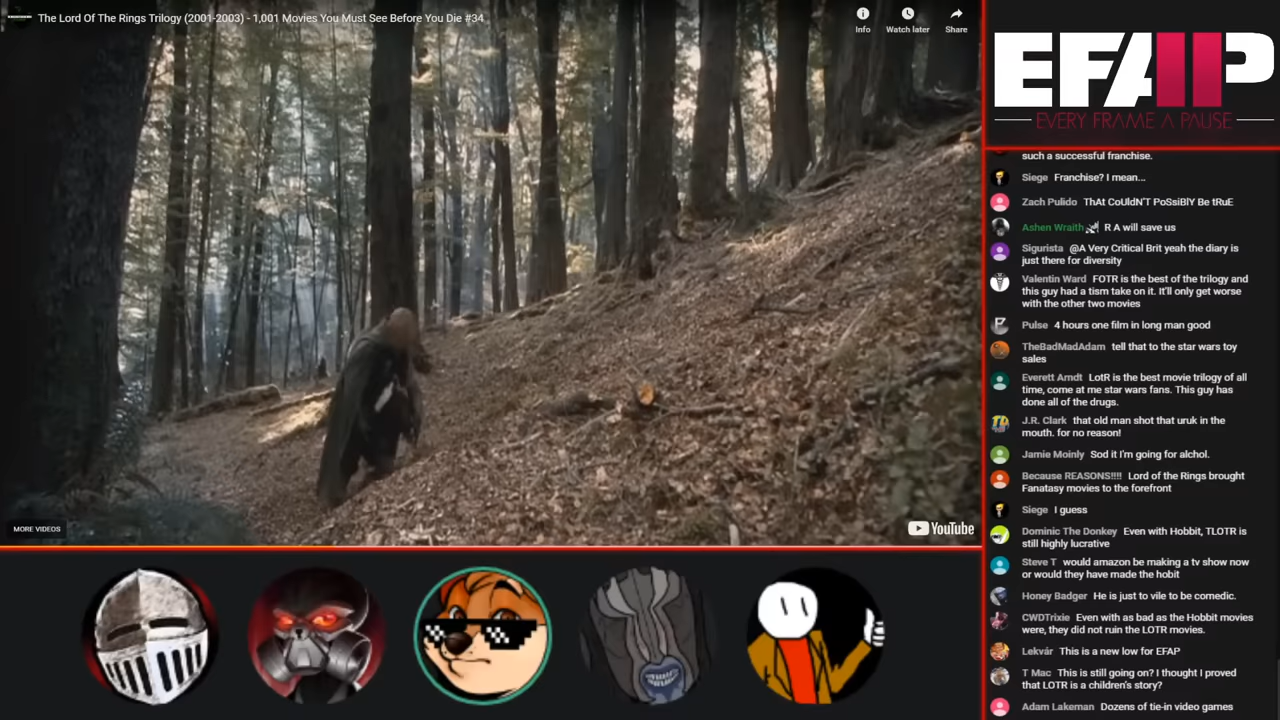 The Lord Of The Rings Trilogy (2001-2003) - 1,001 Movies You Must See Before You Die #34
Info
Watch later
Share
MORE VIDEOS
YouTube
EFAP
EVERY FRAME A PAUSE
such a successful franchise.
Siege Franchise? I mean...
Zach Pulido ThAt CoUldN'T PoSsiBlY Be tRuE
Ashen Wraith R A will save us
Sigurista @A Very Critical Brit yeah the diary is
just there for diversity
Valentin Ward FOTR is the best of the trilogy and
this guy had a tism take on it. It'll only get worse
with the other two movies
Pulse 4 hours one film in long man good
TheBadMadAdam tell that to the star wars toy
sales
Everett Arndt LotR is the best movie trilogy of all
time, come at me star wars fans. This guy has
done all of the drugs.
J.R. Clark that old man shot that uruk in the
mouth. for no reason!
Jamie Moinly Sod it I'm going for alchol.
Because REASONS!!!! Lord of the Rings brought
Fanatasy movies to the forefront
Siege I guess
Dominic The Donkey Even with Hobbit, TLOTR is
still highly lucrative
Steve T would amazon be making a tv show now
or would they have made the hobit
Honey Badger He is just to vile to be comedic.
CWDTrixie Even with as bad as the Hobbit movies
were, they did not ruin the LOTR movies.
Lekvár This is a new low for EFAP
T Mac This is still going on? I thought I proved
that LOTR is a children's story?
Adam Lakeman Dozens of tie-in video games